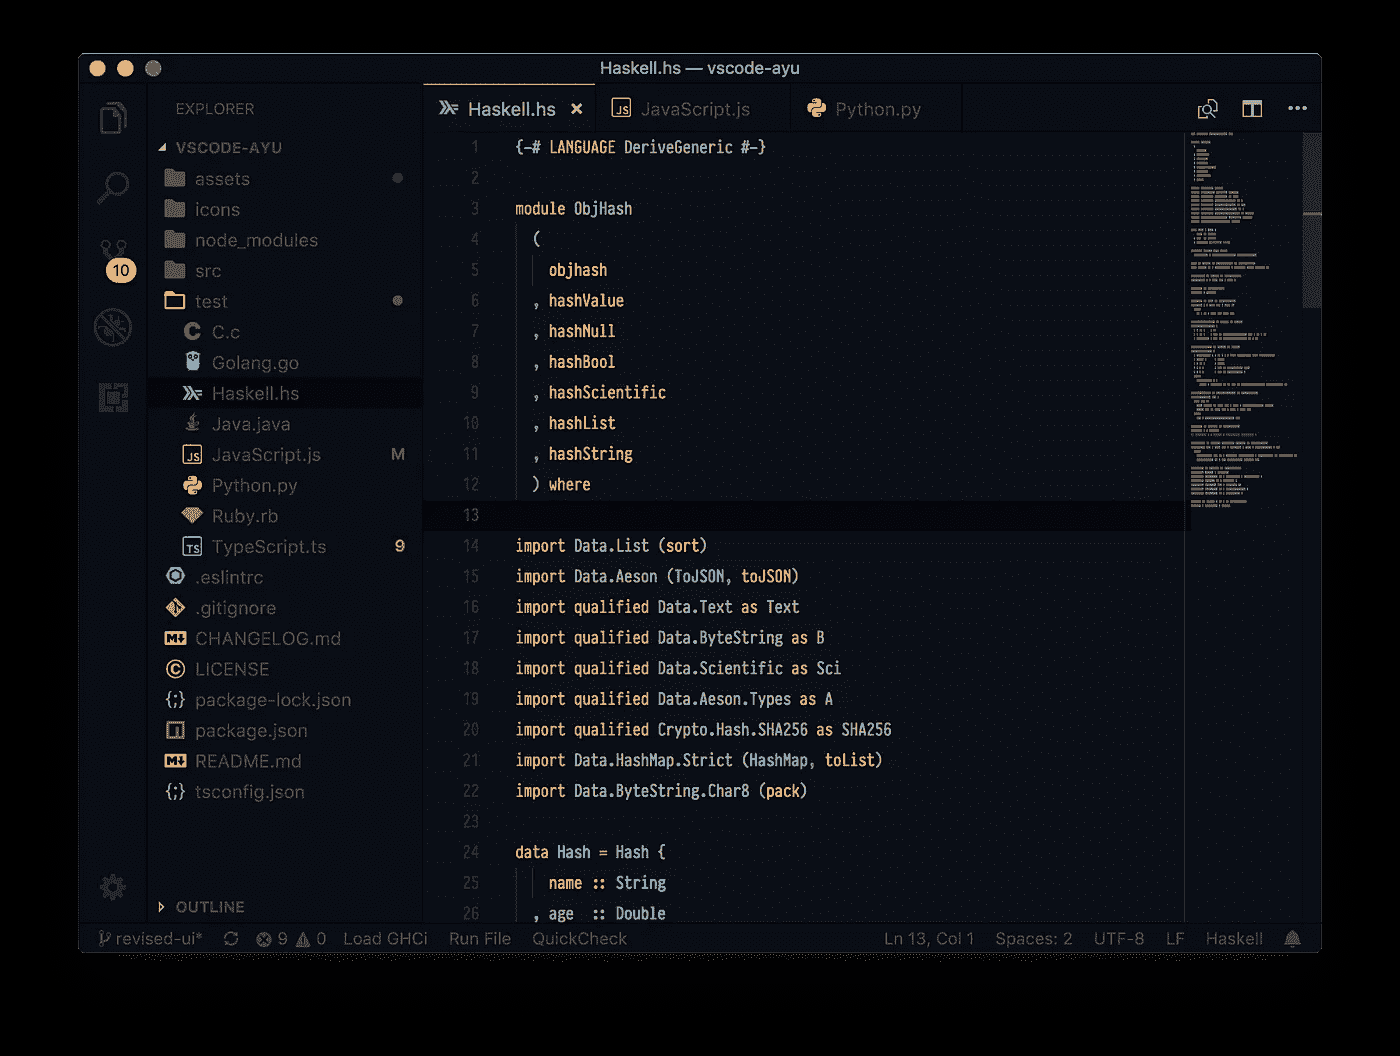 Haskell.hs — vscode-ayu
EXPLORER
VSCODE-AYU
assets
icons
node_modules
src
test
C.c
Golang.go
Haskell.hs
Java.java
JavaScript.js M
Python.py
Ruby.rb
TypeScript.ts 9
.eslintrc
.gitignore
CHANGELOG.md
LICENSE
package-lock.json
package.json
README.md
tsconfig.json
OUTLINE
10
Haskell.hs × JavaScript.js Python.py
1 {-# LANGUAGE DeriveGeneric #-}
2
3 module ObjHash
4 (
5 objhash
6 , hashValue
7 , hashNull
8 , hashBool
9 , hashScientific
10 , hashList
11 , hashString
12 ) where
13
14 import Data.List (sort)
15 import Data.Aeson (ToJSON, toJSON)
16 import qualified Data.Text as Text
17 import qualified Data.ByteString as B
18 import qualified Data.Scientific as Sci
19 import qualified Data.Aeson.Types as A
20 import qualified Crypto.Hash.SHA256 as SHA256
21 import Data.HashMap.Strict (HashMap, toList)
22 import Data.ByteString.Char8 (pack)
23
24 data Hash = Hash {
25 name :: String
26 , age :: Double
revised-ui* 9 0 Load GHCi Run File QuickCheck Ln 13, Col 1 Spaces: 2 UTF-8 LF Haskell